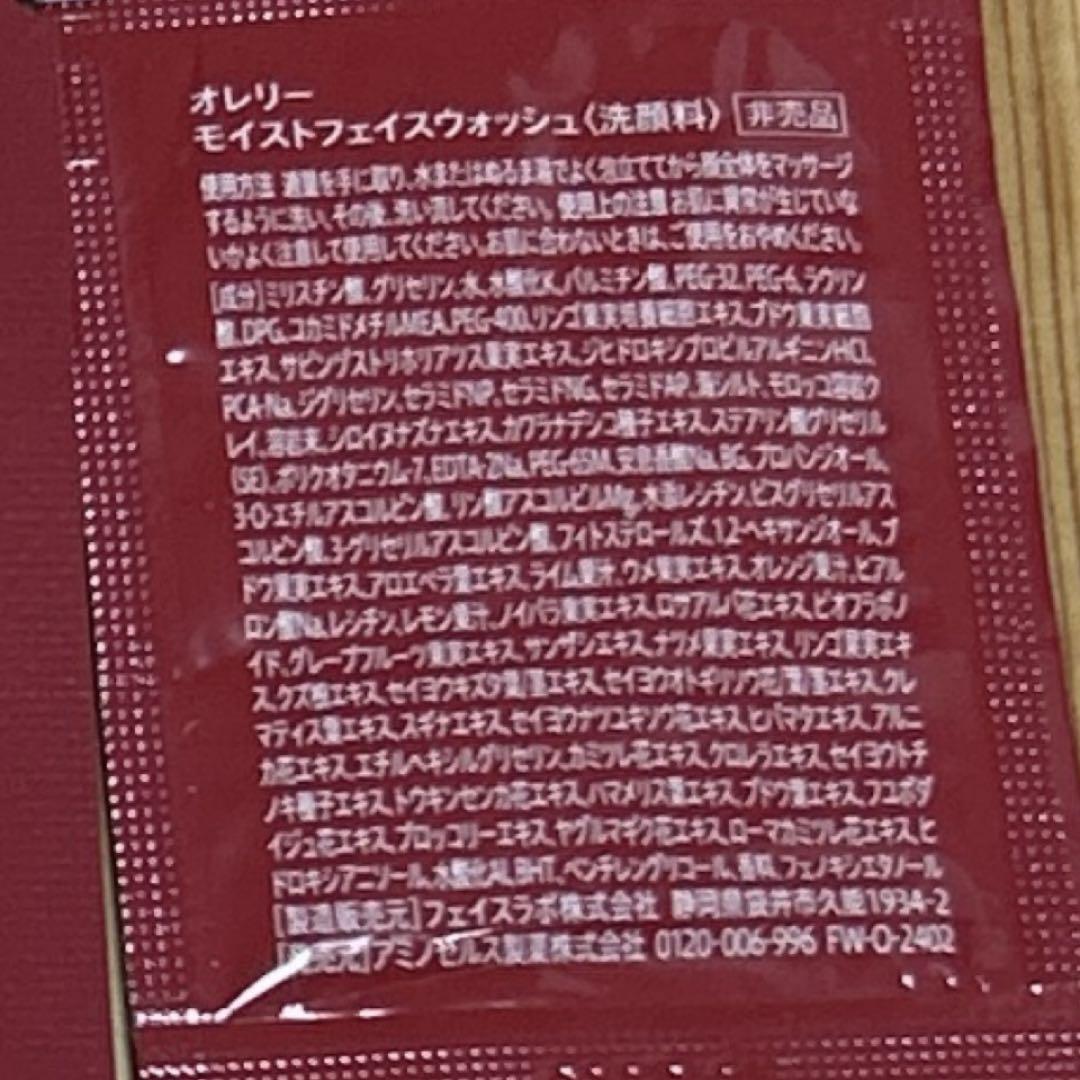 オレリー
モイストフェイスウォッシュ〈洗顔料〉 非売品
使用方法 適量を手に取り、水またはぬるま湯でよく泡立ててから顔全体をマッサージ
するように洗い、その後、洗い流してください。使用上の注意 お肌に異常が生じていな
いかよく注意して使用してください。お肌に合わないときは、ご使用をおやめください。
[成分]ミリスチン酸、グリセリン、水、水酸化K、パルミチン酸、PEG-32、PEG-6、ラウリン
酸、DPG、コカミドメチルMEA、PEG-400、リンゴ果実培養細胞エキス、ブドウ果実細胞
エキス、サピンヅストリホリアツス果実エキス、ジヒドロキシプロピルアルギニンHCl、
PCA-Na、ジグリセリン、セラミドNP、セラミドNG、セラミドAP、海シルト、モロッコ溶岩ク
レイ、溶岩末、シロイヌナズナエキス、カワラナデシコ種子エキス、ステアリン酸グリセリル
(SE)、ポリクオタニウム-7、EDTA-2Na、PEG-65M、安息香酸Na、BG、プロパンジオール、
3-O-エチルアスコルビン酸、リン酸アスコルビルMg、水添レシチン、ビスグリセリルアス
コルビン酸、3-グリセリルアスコルビン酸、フィトステロールズ、1,2-ヘキサンジオール、ブ
ドウ果実エキス、アロエベラ葉エキス、ライム果汁、ウメ果実エキス、オレンジ果汁、ヒアル
ロン酸Na、レシチン、レモン果汁、ノイバラ果実エキス、ロサアルバ花エキス、ビオフラボノ
イド、グレープフルーツ果実エキス、サンザシエキス、ナツメ果実エキス、リンゴ果実エキ
ス、クズ根エキス、セイヨウキズタ葉/茎エキス、セイヨウオトギリソウ花/葉/茎エキス、クレ
マティス葉エキス、スギナエキス、セイヨウナツユキソウ花エキス、ヒバマタエキス、アルニ
カ花エキス、エチルヘキシルグリセリン、カミツレ花エキス、クロレラエキス、セイヨウトチ
ノキ種子エキス、トウキンセンカ花エキス、ハマメリス葉エキス、ブドウ葉エキス、フユボダ
イジュ花エキス、ブロッコリーエキス、ヤグルマギク花エキス、ローマカミツレ花エキス、ヒ
ドロキシアニソール、水酸化Al、BHT、ペンチレングリコール、香料、フェノキシエタノール
[製造販売元]フェイスラボ株式会社 静岡県袋井市久能1934-2
[発売元]アミノセルス製薬株式会社 0120-006-996 FW-O-2402